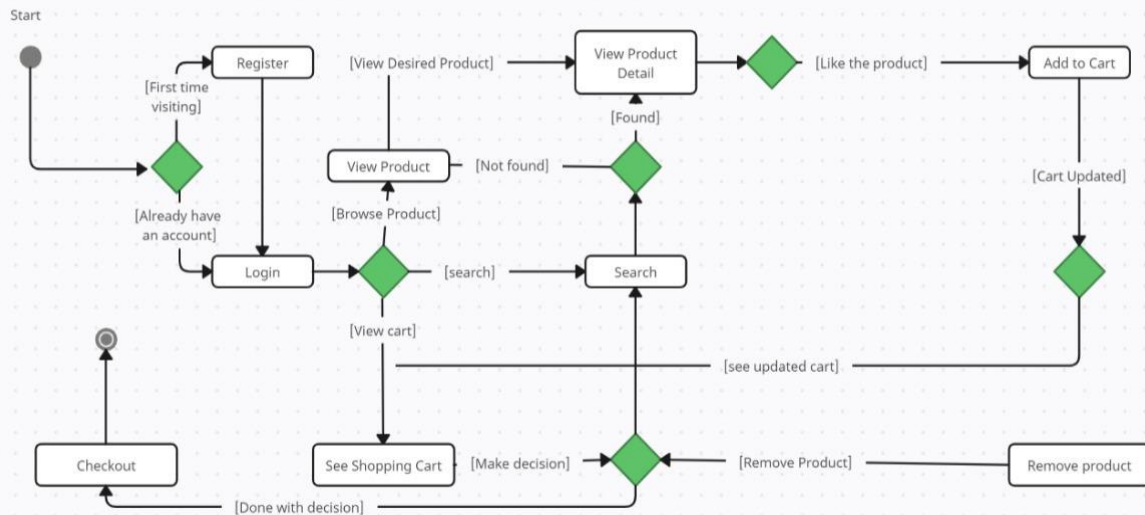 Start
Register
[First time
visiting]
[View Desired Product]
View Product
Detail
[Like the product]
Add to Cart
[Found]
View Product
[Not found]
[Cart Updated]
[Already have
an account]
[Browse Product]
Login
[search]
Search
[View cart]
[see updated cart]
Checkout
See Shopping Cart
[Make decision]
[Remove Product]
Remove product
[Done with decision]